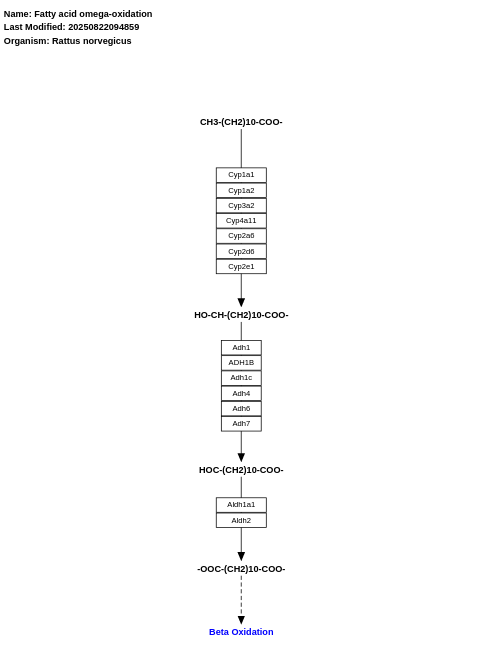 Name: Fatty acid omega-oxidation
Last Modified: 20250822094859
Organism: Rattus norvegicus
CH3-(CH2)10-COO-
Cyp1a1
Cyp1a2
Cyp3a2
Cyp4a11
Cyp2a6
Cyp2d6
Cyp2e1
HO-CH-(CH2)10-COO-
Adh1
ADH1B
Adh1c
Adh4
Adh6
Adh7
HOC-(CH2)10-COO-
Aldh1a1
Aldh2
-OOC-(CH2)10-COO-
Beta Oxidation